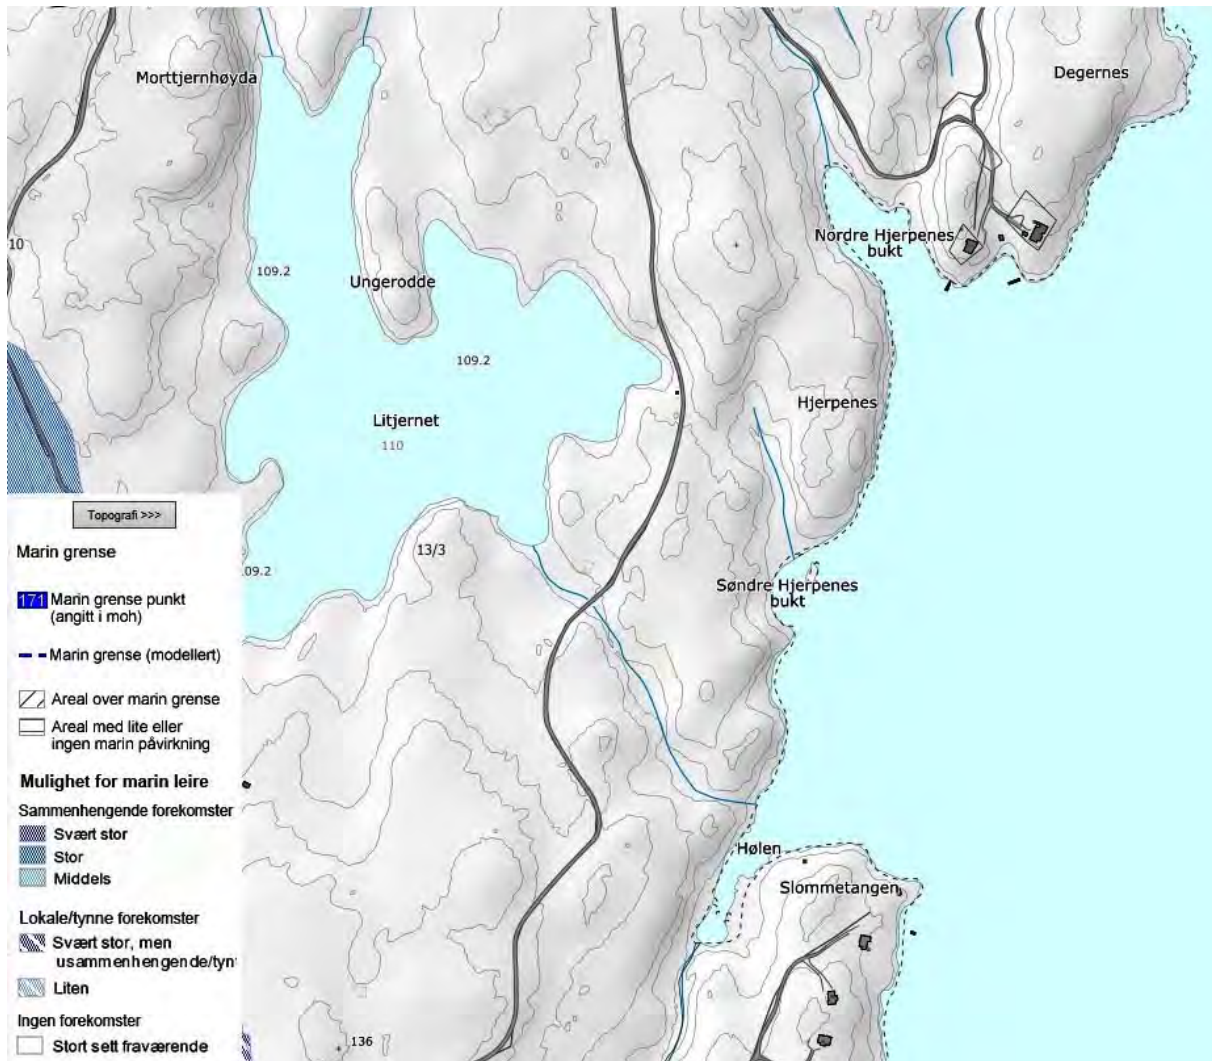 Morttjernhøyda
Degernes
Nordre Hjerpenes
bukt
10
109.2
Ungerodde
109.2
Hjerpenes
Litjernet
110
Topografi >>>
13/3
Marin grense
09.2
Søndre Hjerpenes
bukt
171 Marin grense punkt
(angitt i moh)
Marin grense (modellert)
Areal over marin grense
Areal med lite eller
ingen marin påvirkning
Mulighet for marin leire
Sammenhengende forekomster
Svært stor
Stor
Middels
Hølen
Slommetangen
Lokale/tynne forekomster
Svært stor, men
usammenhengende/tyn
Liten
Ingen forekomster
Stort sett fraværende
136